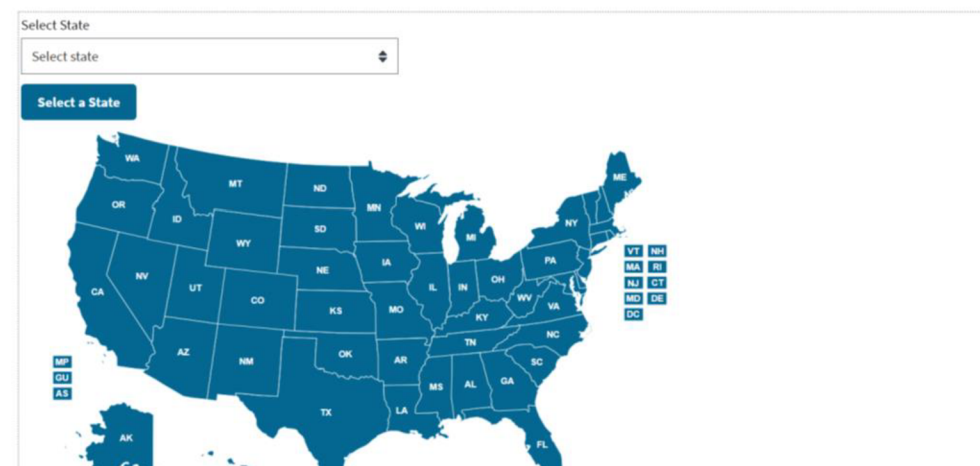 Select State
Select state
Select a State
WA
MT
ND
MN
ME
OR
ID
SD
WI
MI
NY
WY
VT NH
NV
NE
IA
PA
MA RI
UT
IL
IN
OH
NJ CT
CA
CO
WV
MD DE
KS
MO
KY
VA
DC
TN
NC
AZ
NM
OK
AR
SC
MP
GU
AS
MS
AL
GA
TX
LA
AK
FL